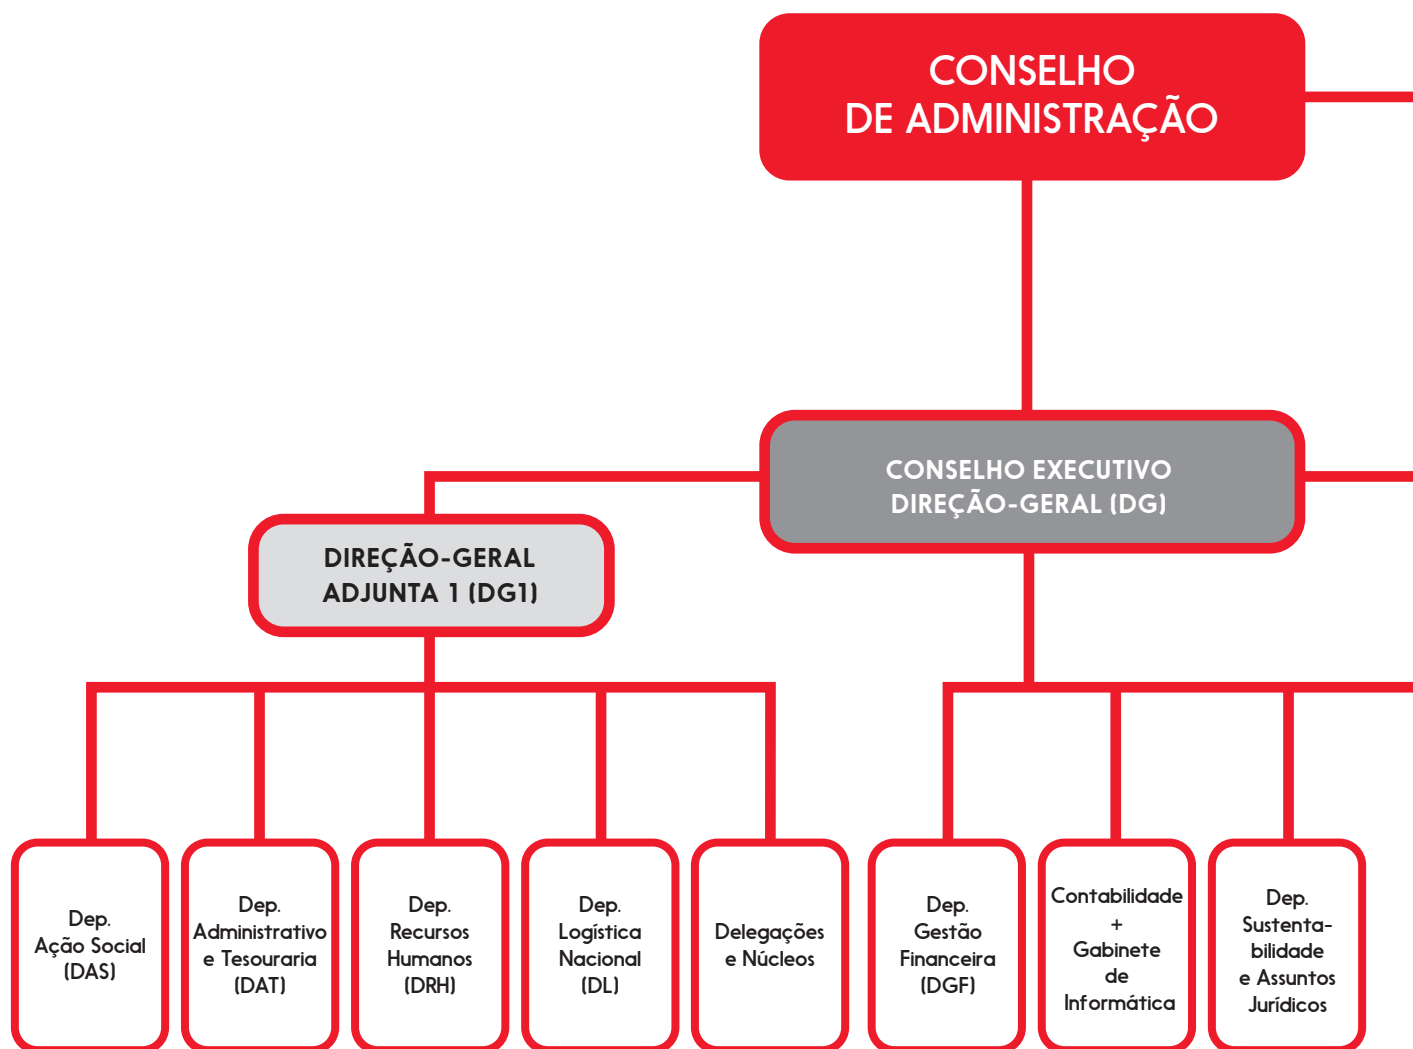 CONSELHO
DE ADMINISTRAÇÃO
CONSELHO EXECUTIVO
DIREÇÃO-GERAL (DG)
DIREÇÃO-GERAL
ADJUNTA 1 (DG1)
Dep.
Ação Social
(DAS)
Dep.
Administrativo
e Tesouraria
(DAT)
Dep.
Recursos
Humanos
(DRH)
Dep.
Logística
Nacional
(DL)
Delegações
e Núcleos
Dep.
Gestão
Financeira
(DGF)
Contabilidade
+
Gabinete
de
Informática
Dep.
Sustenta-
bilidade
e Assuntos
Jurídicos